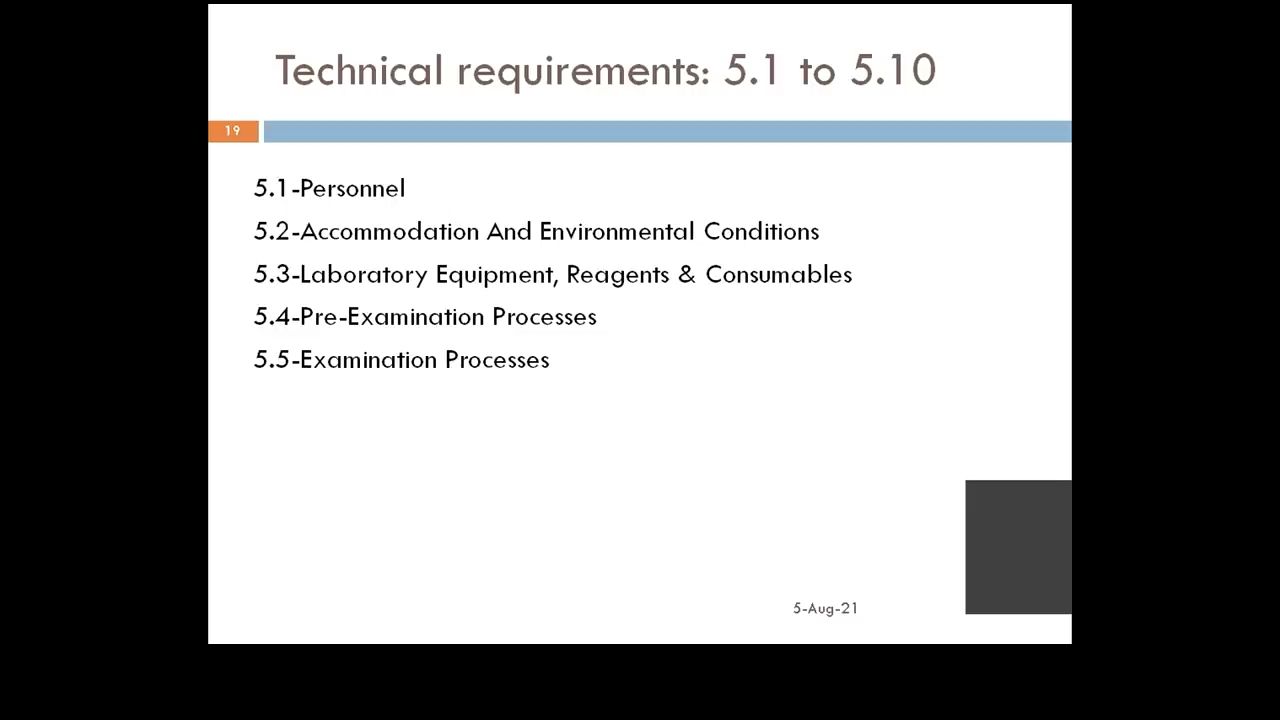 Technical requirements: 5.1 to 5.10
19
5.1-Personnel
5.2-Accommodation And Environmental Conditions
5.3-Laboratory Equipment, Reagents & Consumables
5.4-Pre-Examination Processes
5.5-Examination Processes
5-Aug-21